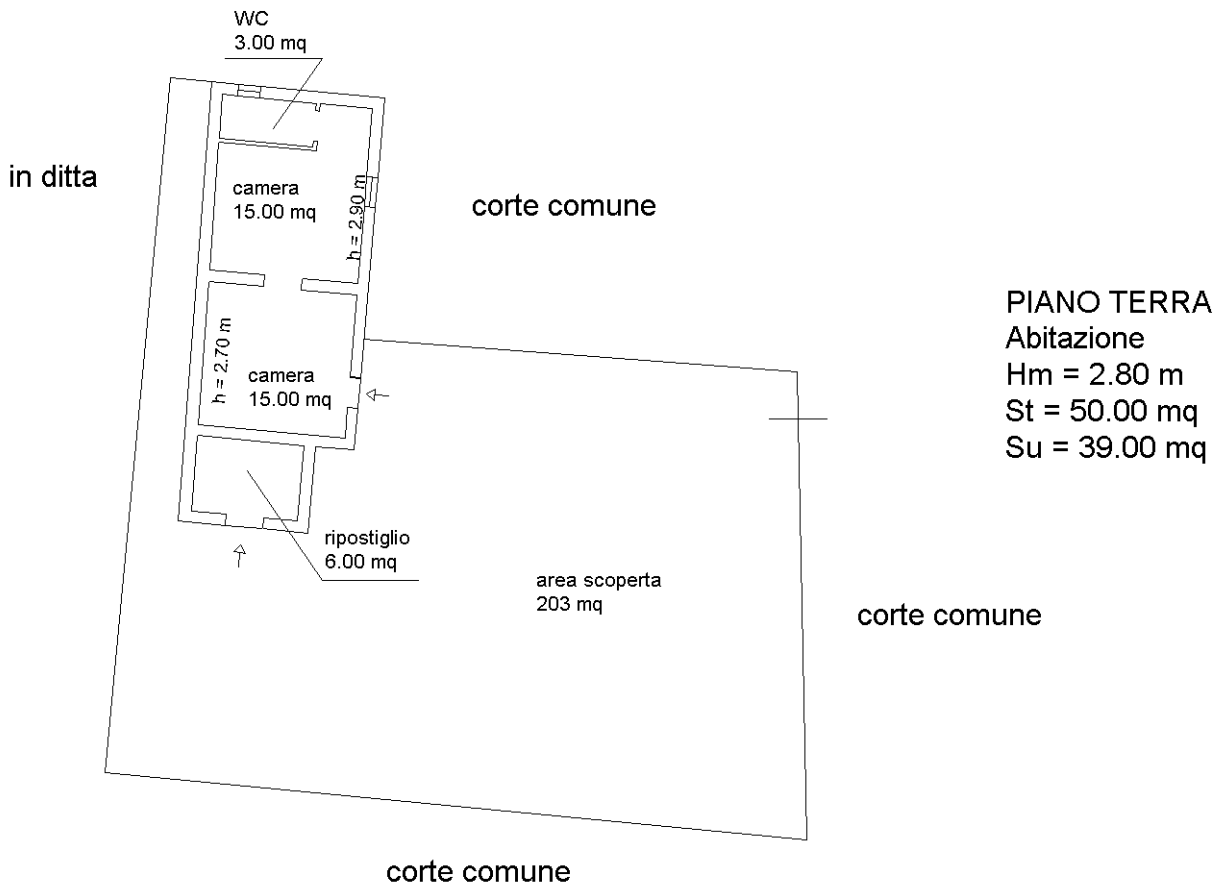 WC
3.00 mq
in ditta
camera
15.00 mq
h = 2.90 m
corte comune
PIANO TERRA
Abitazione
Hm = 2.80 m
St = 50.00 mq
Su = 39.00 mq
h = 2.70 m
camera
15.00 mq
ripostiglio
6.00 mq
area scoperta
203 mq
corte comune
corte comune